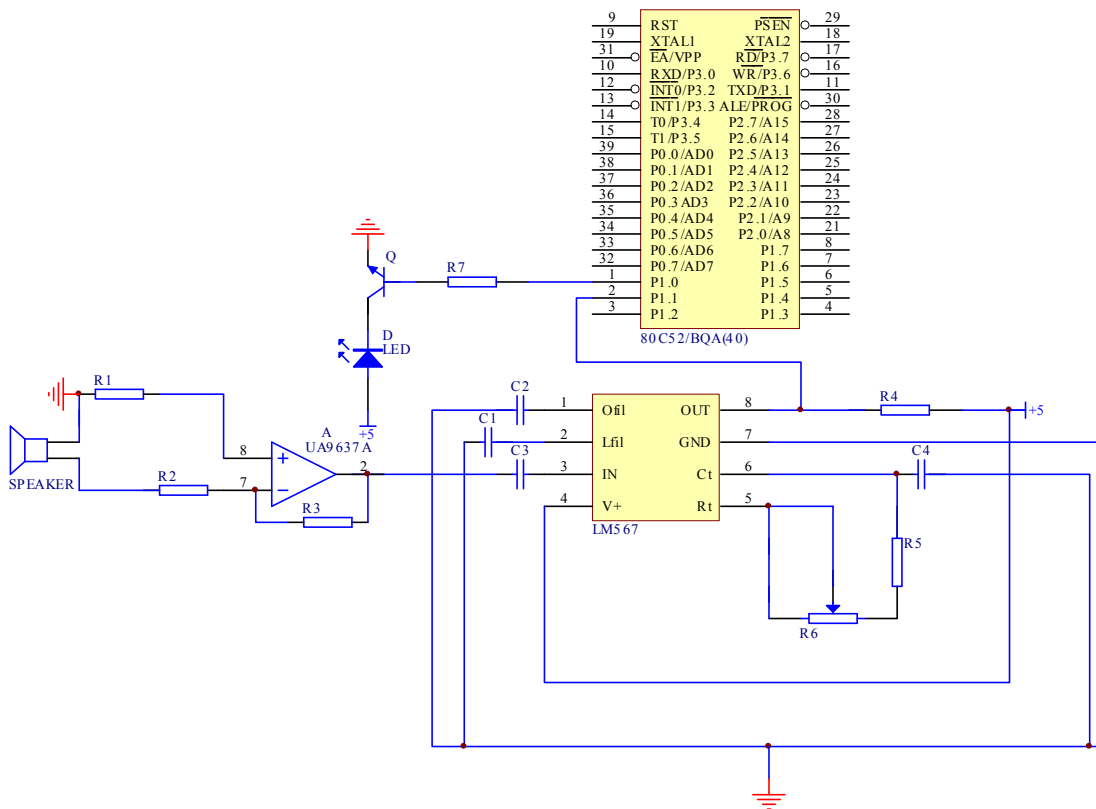 9 RST PSEN 29
19 XTAL1 XTAL2 18
31 EA/VPP RD/P3.7 17
10 RXD/P3.0 WR/P3.6 16
12 INT0/P3.2 TXD/P3.1 11
13 INT1/P3.3 ALE/PROG 30
14 T0/P3.4 P2.7/A15 28
15 T1/P3.5 P2.6/A14 27
39 P0.0/AD0 P2.5/A13 26
38 P0.1/AD1 P2.4/A12 25
37 P0.2/AD2 P2.3/A11 24
36 P0.3 AD3 P2.2/A10 23
35 P0.4/AD4 P2.1/A9 22
34 P0.5/AD5 P2.0/A8 21
33 P0.6/AD6 P1.7 8
32 P0.7/AD7 P1.6 7
1 P1.0 P1.5 6
2 P1.1 P1.4 5
3 P1.2 P1.3 4
80C52/BQA(40)
Q
R7
D
LED
+5
R1
SPEAKER
R2
A
UA9637A
8
7
2
R3
C2
C1
C3
1 Ofil OUT 8
2 Lfil GND 7
3 IN Ct 6
4 V+ Rt 5
LM567
R4
+5
C4
R5
R6